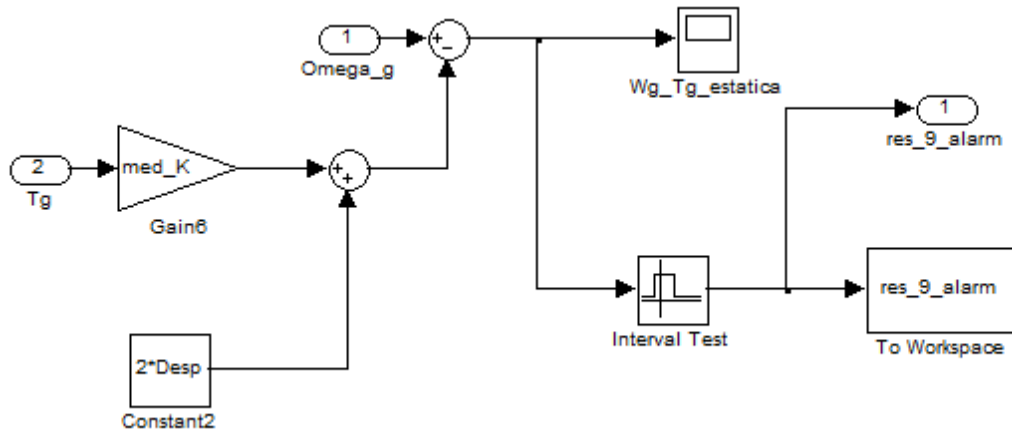 1
Omega_g
+
−
Wg_Tg_estatica
1
res_9_alarm
2
Tg
med_K
Gain6
+
+
Interval Test
res_9_alarm
To Workspace
2*Desp
Constant2